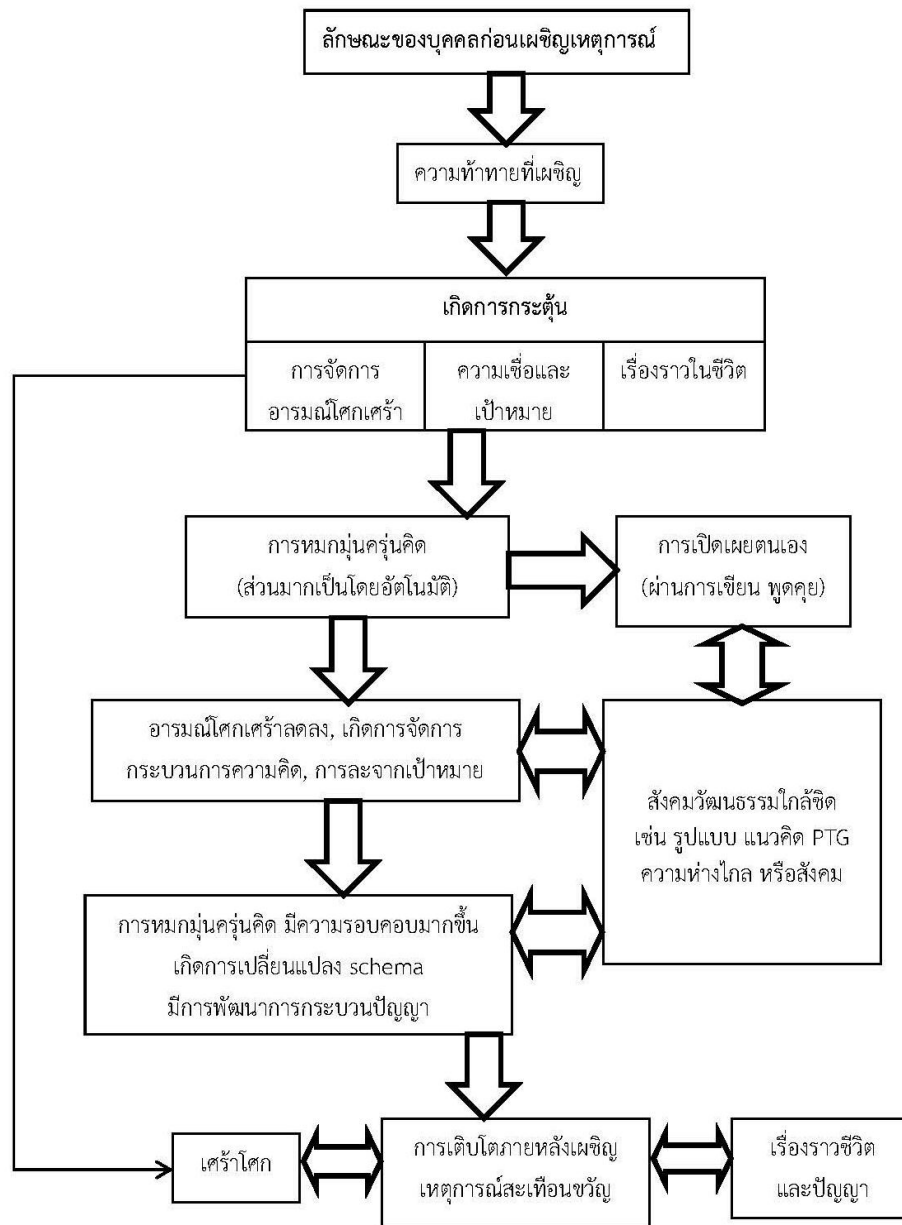 ลักษณะของบุคคลก่อนเผชิญเหตุการณ์
ความท้าทายที่เผชิญ
เกิดการกระตุ้น
การจัดการ
อารมณ์โศกเศร้า
ความเชื่อและ
เป้าหมาย
เรื่องราวในชีวิต
การหมกมุ่นครุ่นคิด
(ส่วนมากเป็นโดยอัตโนมัติ)
การเปิดเผยตนเอง
(ผ่านการเขียน พูดคุย)
อารมณ์โศกเศร้าลดลง, เกิดการจัดการ
กระบวนการความคิด, การละจากเป้าหมาย
สังคมวัฒนธรรมใกล้ชิด
เช่น รูปแบบ แนวคิด PTG
ความห่างไกล หรือสังคม
การหมกมุ่นครุ่นคิด มีความรอบคอบมากขึ้น
เกิดการเปลี่ยนแปลง schema
มีการพัฒนาการกระบวนปัญญา
เศร้าโศก
การเติบโตภายหลังเผชิญ
เหตุการณ์สะเทือนขวัญ
เรื่องราวชีวิต
และปัญญา